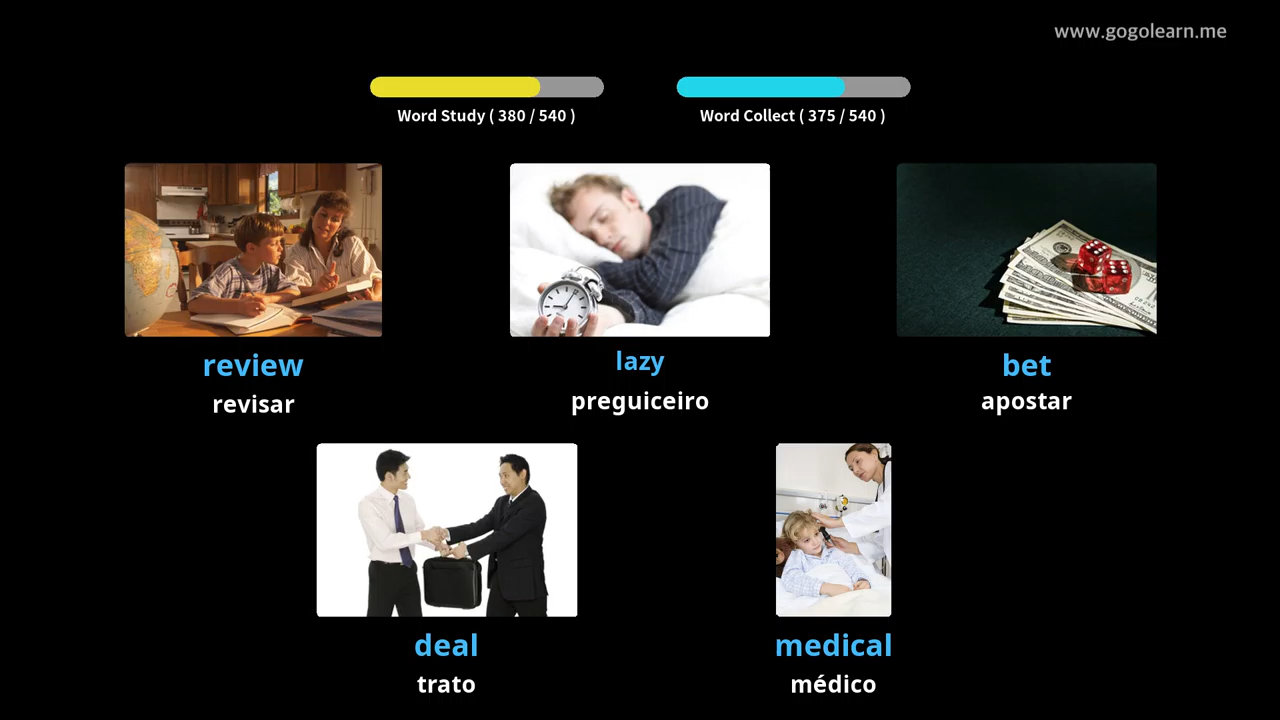 www.gogolearn.me
Word Study ( 380 / 540 )
Word Collect ( 375 / 540 )
review
revisar
lazy
preguiceiro
bet
apostar
deal
trato
medical
médico